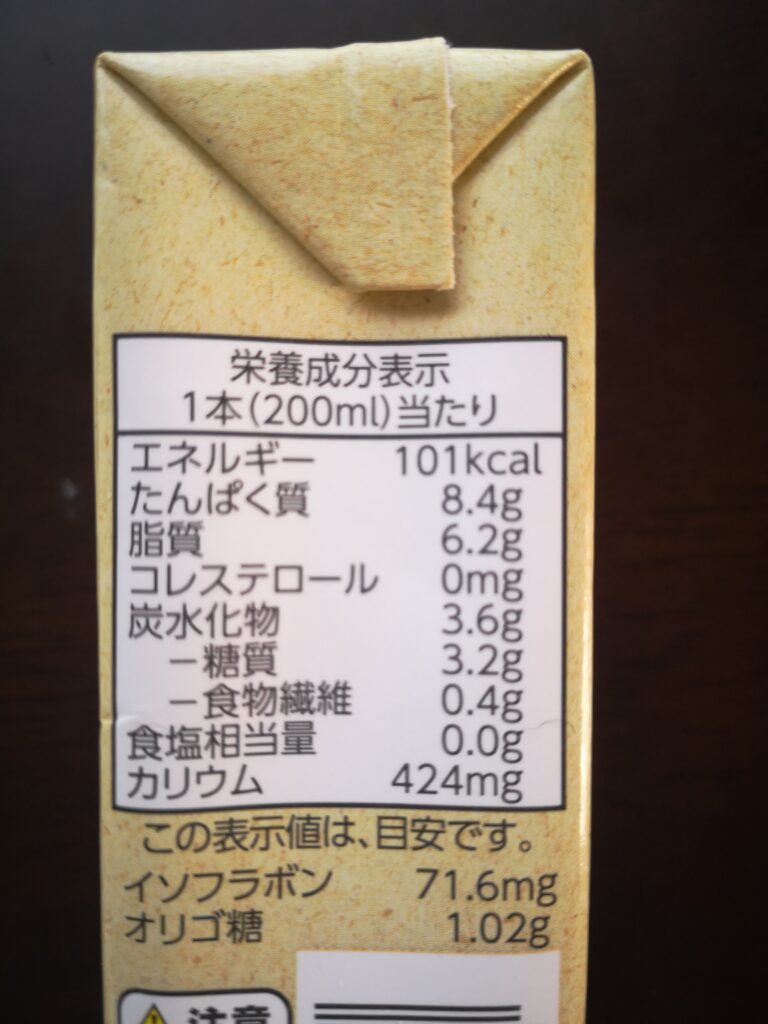 栄養成分表示
1本(200ml)当たり
エネルギー 101kcal
たんぱく質 8.4g
脂質 6.2g
コレステロール 0mg
炭水化物 3.6g
－糖質 3.2g
－食物繊維 0.4g
食塩相当量 0.0g
カリウム 424mg
この表示値は、目安です。
イソフラボン 71.6mg
オリゴ糖 1.02g
注意